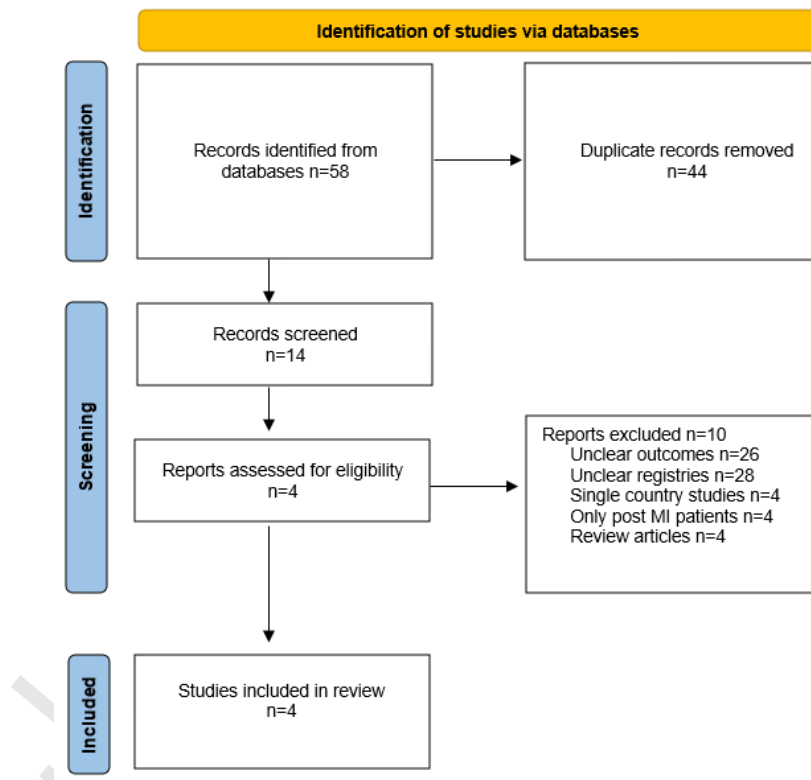 Identification of studies via databases
Identification
Records identified from
databases n=58
Duplicate records removed
n=44
Screening
Records screened
n=14
Reports assessed for eligibility
n=4
Reports excluded n=10
Unclear outcomes n=26
Unclear registries n=28
Single country studies n=4
Only post MI patients n=4
Review articles n=4
Included
Studies included in review
n=4